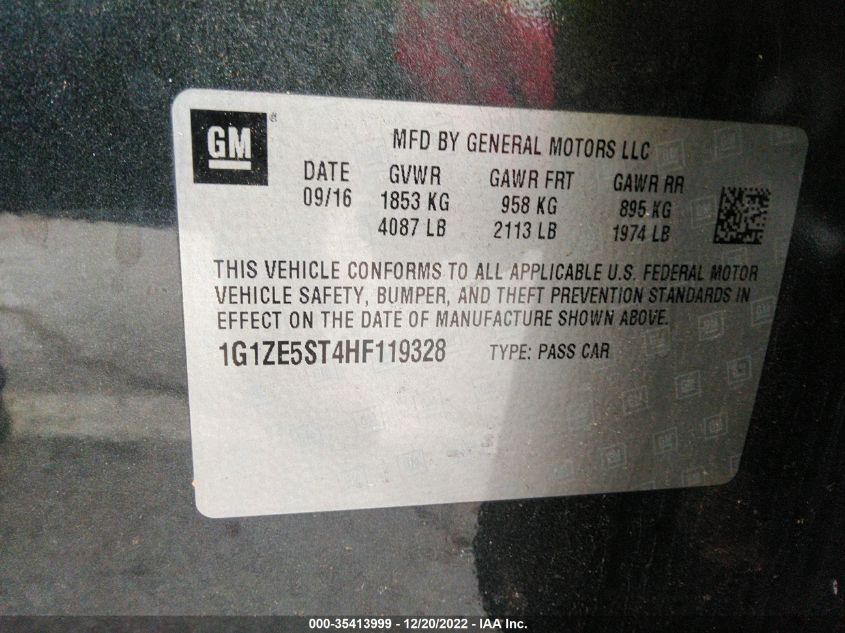 GM ®
MFD BY GENERAL MOTORS LLC
DATE GVWR GAWR FRT GAWR RR
09/16 1853 KG 958 KG 895 KG
4087 LB 2113 LB 1974 LB
THIS VEHICLE CONFORMS TO ALL APPLICABLE U.S. FEDERAL MOTOR
VEHICLE SAFETY, BUMPER, AND THEFT PREVENTION STANDARDS IN
EFFECT ON THE DATE OF MANUFACTURE SHOWN ABOVE.
1G1ZE5ST4HF119328 TYPE: PASS CAR
000-35413999 - 12/20/2022 - IAA Inc.